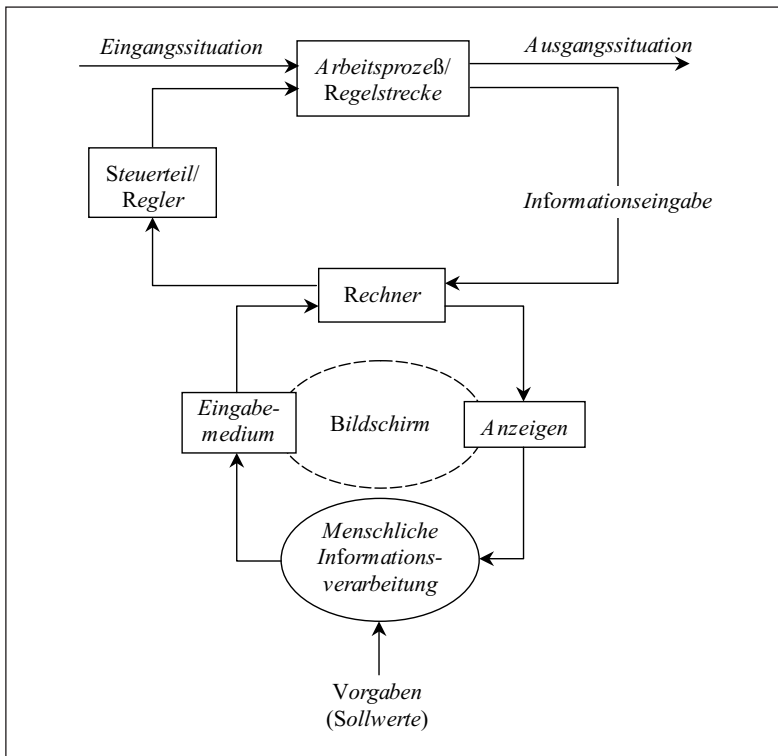 Eingangssituation
Ausgangssituation
Arbeitsprozeß/
Regelstrecke
Steuerteil/
Regler
Informationseingabe
Rechner
Eingabe-
medium
Bildschirm
Anzeigen
Menschliche
Informations-
verarbeitung
Vorgaben
(Sollwerte)